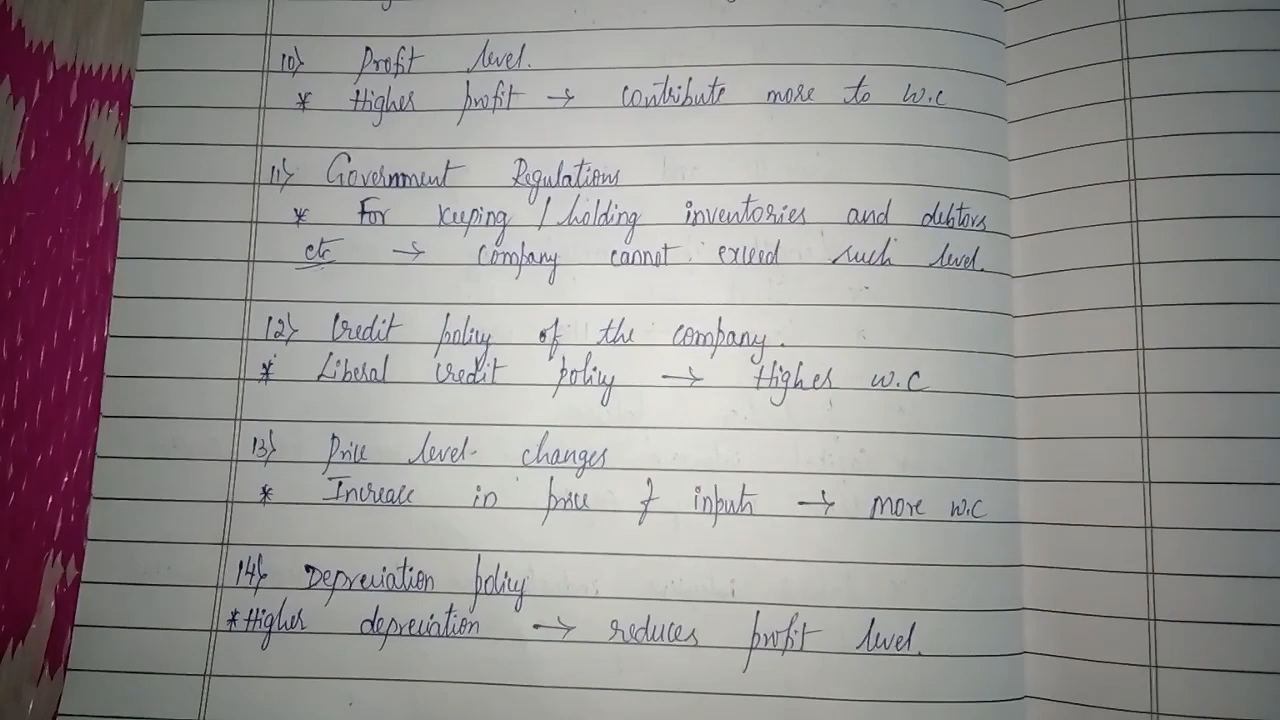 10) Profit level.
* Higher profit → contribute more to W.C
11) Government Regulations
* For keeping / holding inventories and debtors
etc → company cannot exceed such level.
12) Credit policy of the company.
* Liberal credit policy → Higher W.C
13) Price level changes
* Increase in price of inputs → more W.C
14) Depreciation policy
* Higher depreciation → reduces profit level.